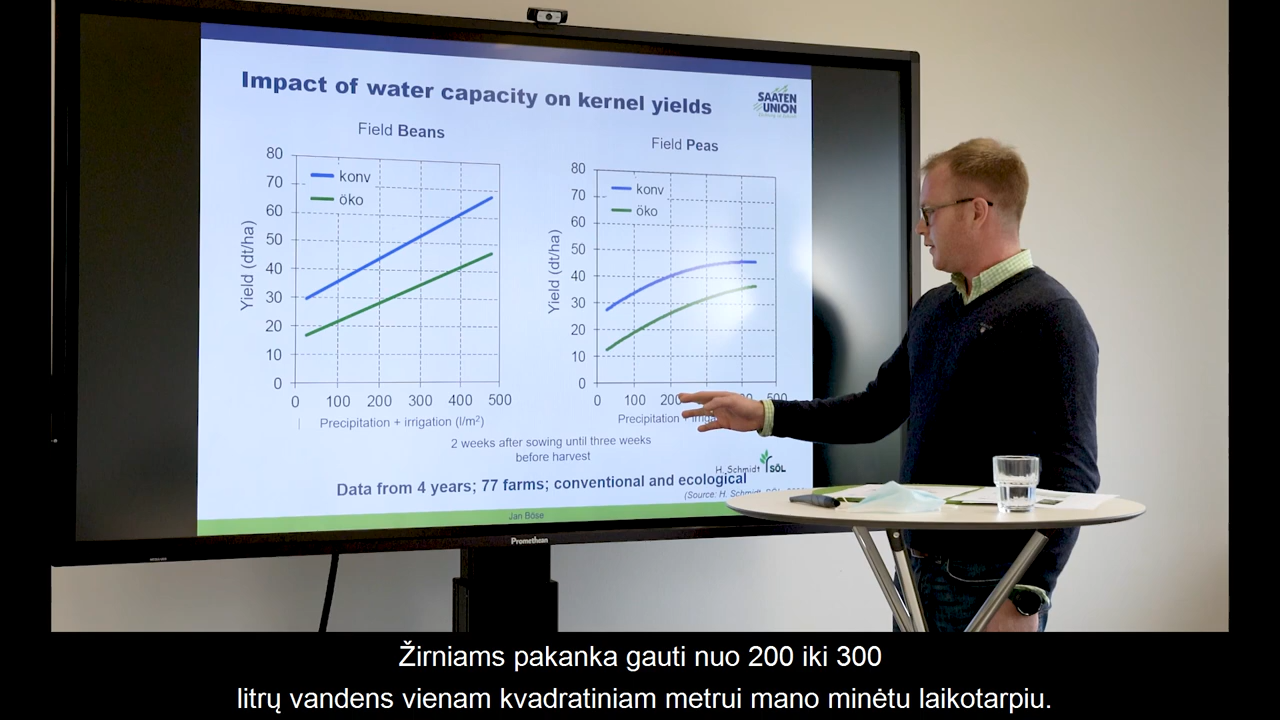 Impact of water capacity on kernel yields
SAATEN
UNION
Field Beans
80
70
60
50
40
30
20
10
0
konv
öko
Yield (dt/ha)
0 100 200 300 400 500
Precipitation + irrigation (l/m²)
Field Peas
80
70
60
50
40
30
20
10
0
konv
öko
Yield (dt/ha)
0 100 200 500
Precipitation +
2 weeks after sowing until three weeks
before harvest
H. Schmidt SÖL
Data from 4 years; 77 farms; conventional and ecological
(Source: H. Schmidt,
Jan Böse
Promethean
Žirniams pakanka gauti nuo 200 iki 300
litrų vandens vienam kvadratiniam metrui mano minėtu laikotarpiu.